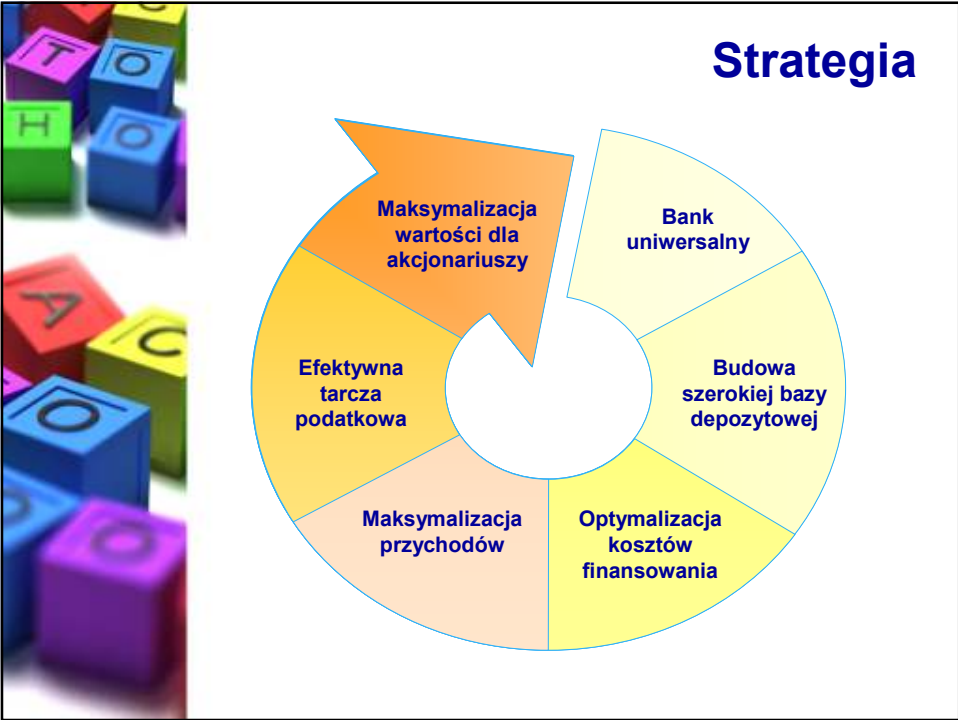 Strategia
Bank
uniwersalny
Budowa
szerokiej bazy
depozytowej
Optymalizacja
kosztów
finansowania
Maksymalizacja
przychodów
Efektywna
tarcza
podatkowa
Maksymalizacja
wartości dla
akcjonariuszy
T O
H O
A C
O
O